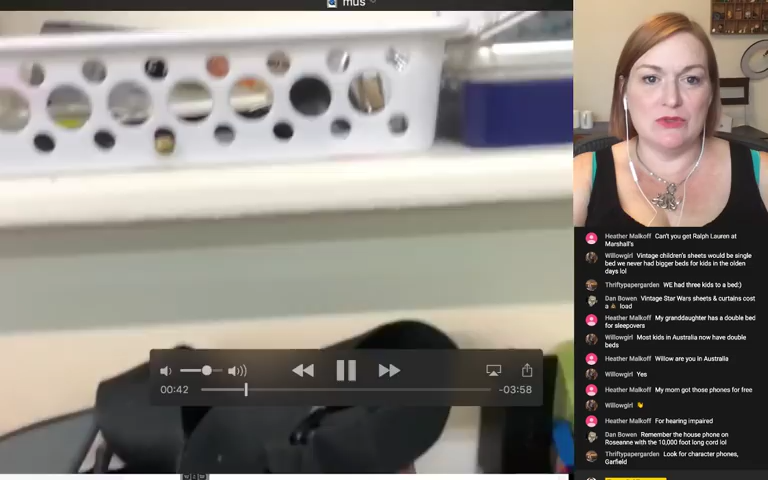 mus
00:42
-03:58
Heather Malkoff Can't you get Ralph Lauren at
Marshall's
Willowgirl Vintage children's sheets would be single
bed we never had bigger beds for kids in the olden
days lol
Thriftypapergarden WE had three kids to a bed:)
Dan Bowen Vintage Star Wars sheets & curtains cost
a 💩 load
Heather Malkoff My granddaughter has a double bed
for sleepovers
Willowgirl Most kids in Australia now have double
beds
Heather Malkoff Willow are you in Australia
Willowgirl Yes
Heather Malkoff My mom got those phones for free
Willowgirl 👋
Heather Malkoff For hearing impaired
Dan Bowen Remember the house phone on
Roseanne with the 10,000 foot long cord lol
Thriftypapergarden Look for character phones,
Garfield